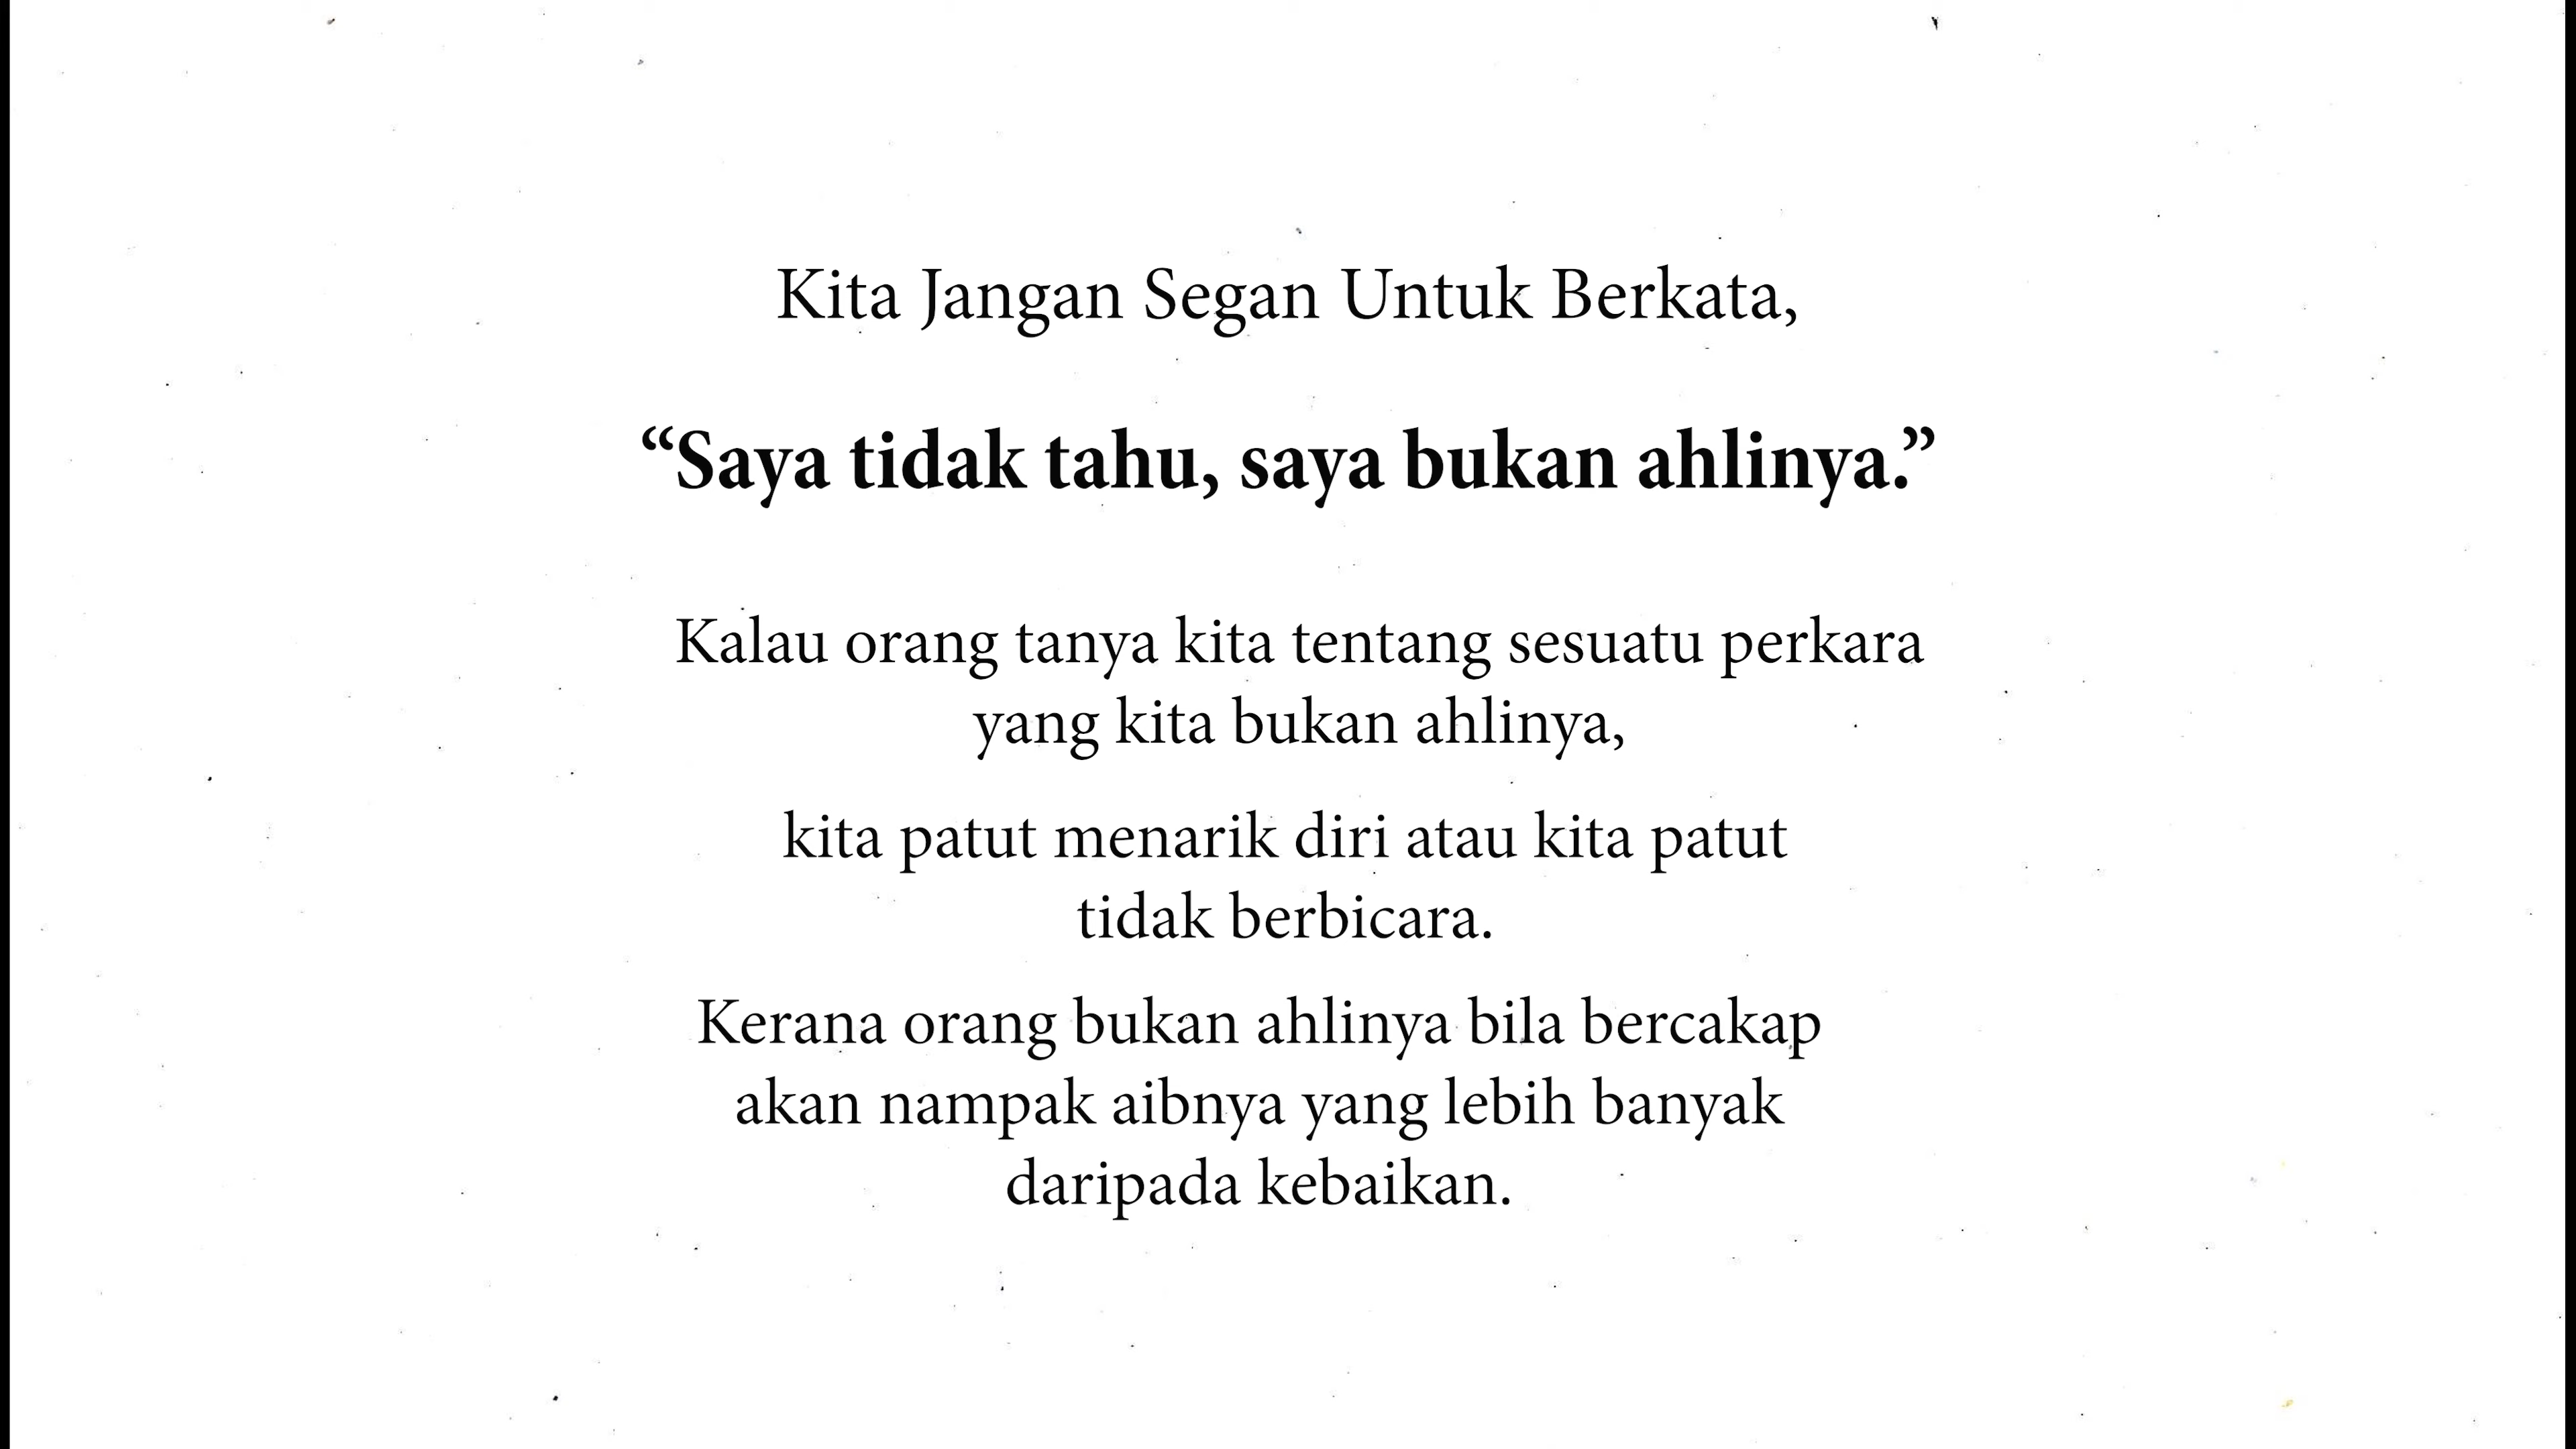 Kita Jangan Segan Untuk Berkata,
“Saya tidak tahu, saya bukan ahlinya.”
Kalau orang tanya kita tentang sesuatu perkara
yang kita bukan ahlinya,
kita patut menarik diri atau kita patut
tidak berbicara.
Kerana orang bukan ahlinya bila bercakap
akan nampak aibnya yang lebih banyak
daripada kebaikan.